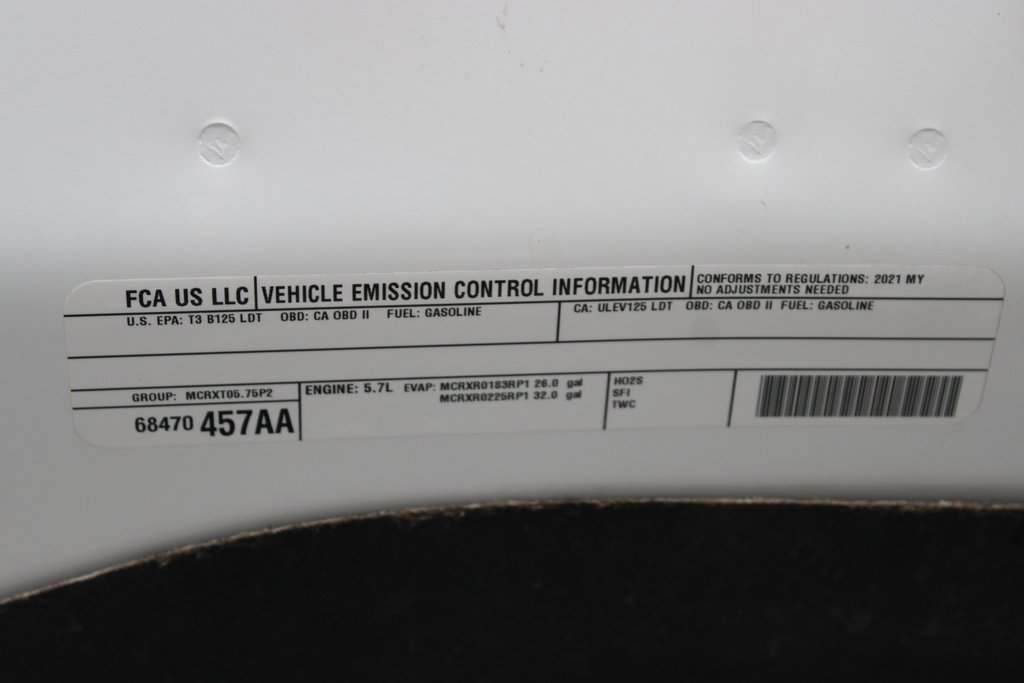 FCA US LLC VEHICLE EMISSION CONTROL INFORMATION
CONFORMS TO REGULATIONS: 2021 MY
NO ADJUSTMENTS NEEDED
U.S. EPA: T3 B125 LDT OBD: CA OBD II FUEL: GASOLINE
CA: ULEV125 LDT OBD: CA OBD II FUEL: GASOLINE
GROUP: MCRXT05.75P2
68470 457AA
ENGINE: 5.7L EVAP: MCRXR0183RP1 26.0 gal
MCRXR0225RP1 32.0 gal
HO2S
SFI
TWC